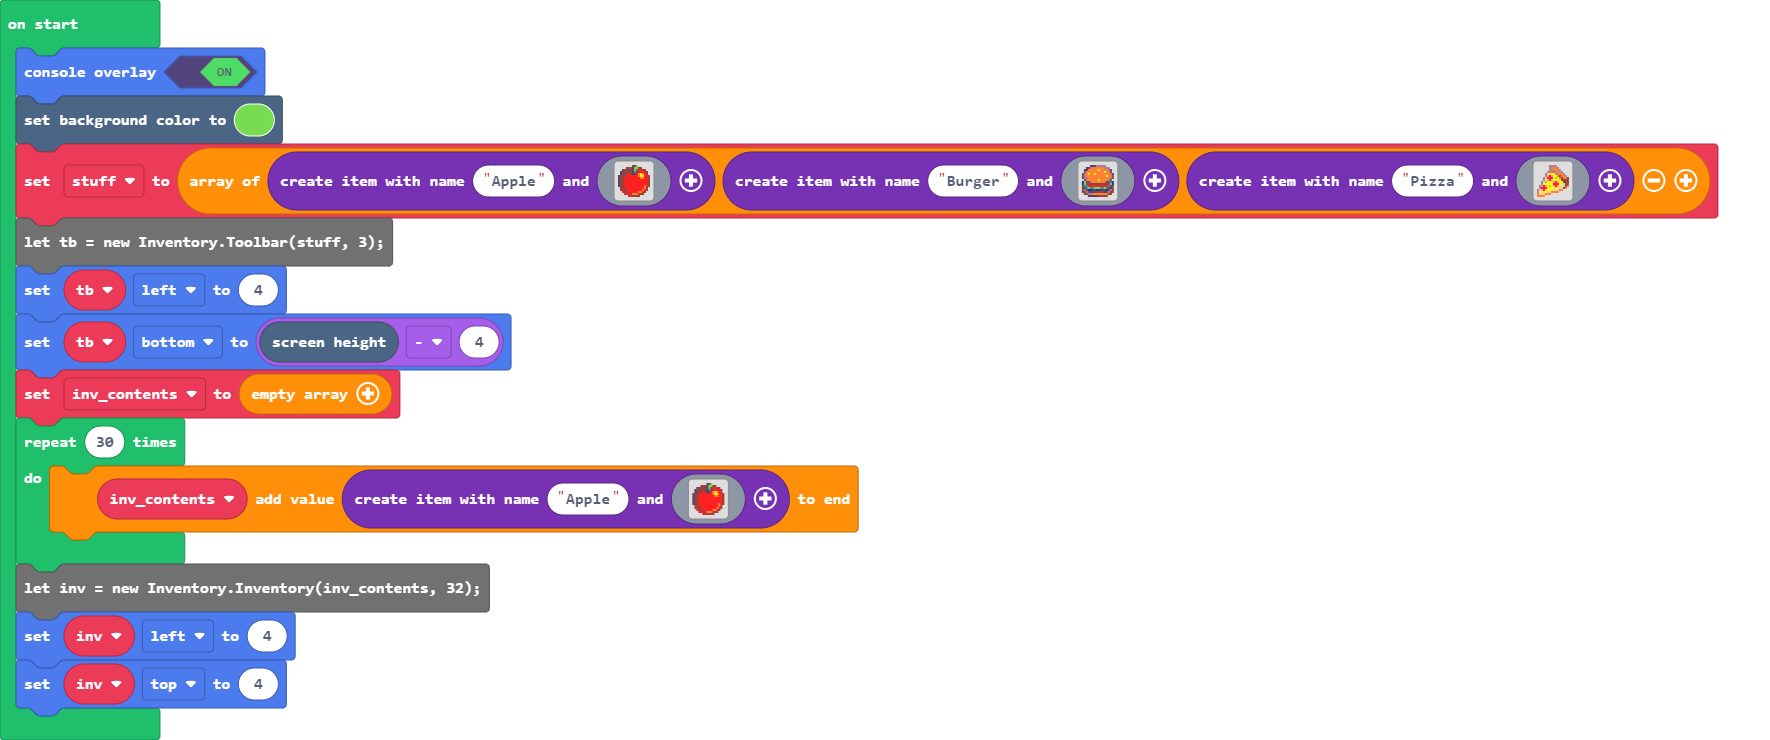 on start
console overlay ON
set background color to
set stuff to array of create item with name "Apple" and create item with name "Burger" and create item with name "Pizza" and
let tb = new Inventory.Toolbar(stuff, 3);
set tb left to 4
set tb bottom to screen height - 4
set inv_contents to empty array
repeat 30 times
do
inv_contents add value create item with name "Apple" and to end
let inv = new Inventory.Inventory(inv_contents, 32);
set inv left to 4
set inv top to 4